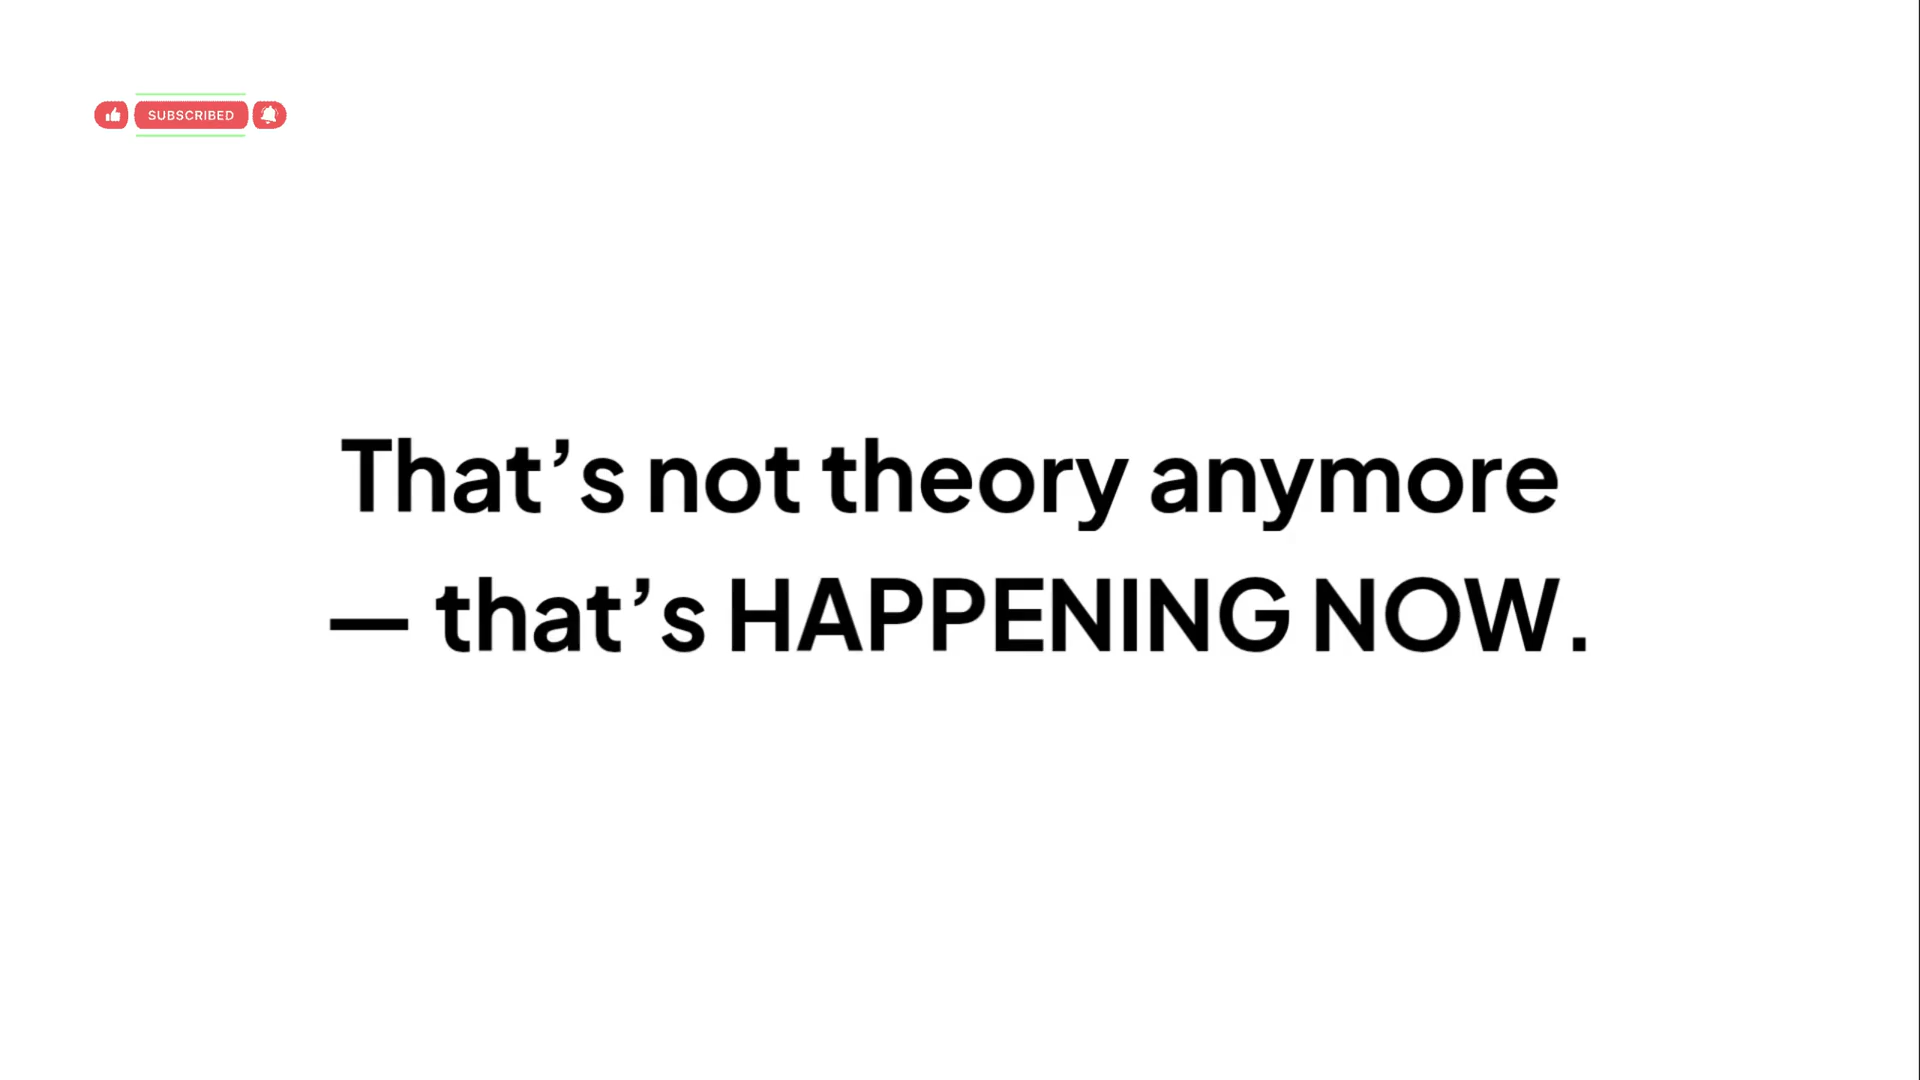 SUBSCRIBED
That’s not theory anymore
— that’s HAPPENING NOW.